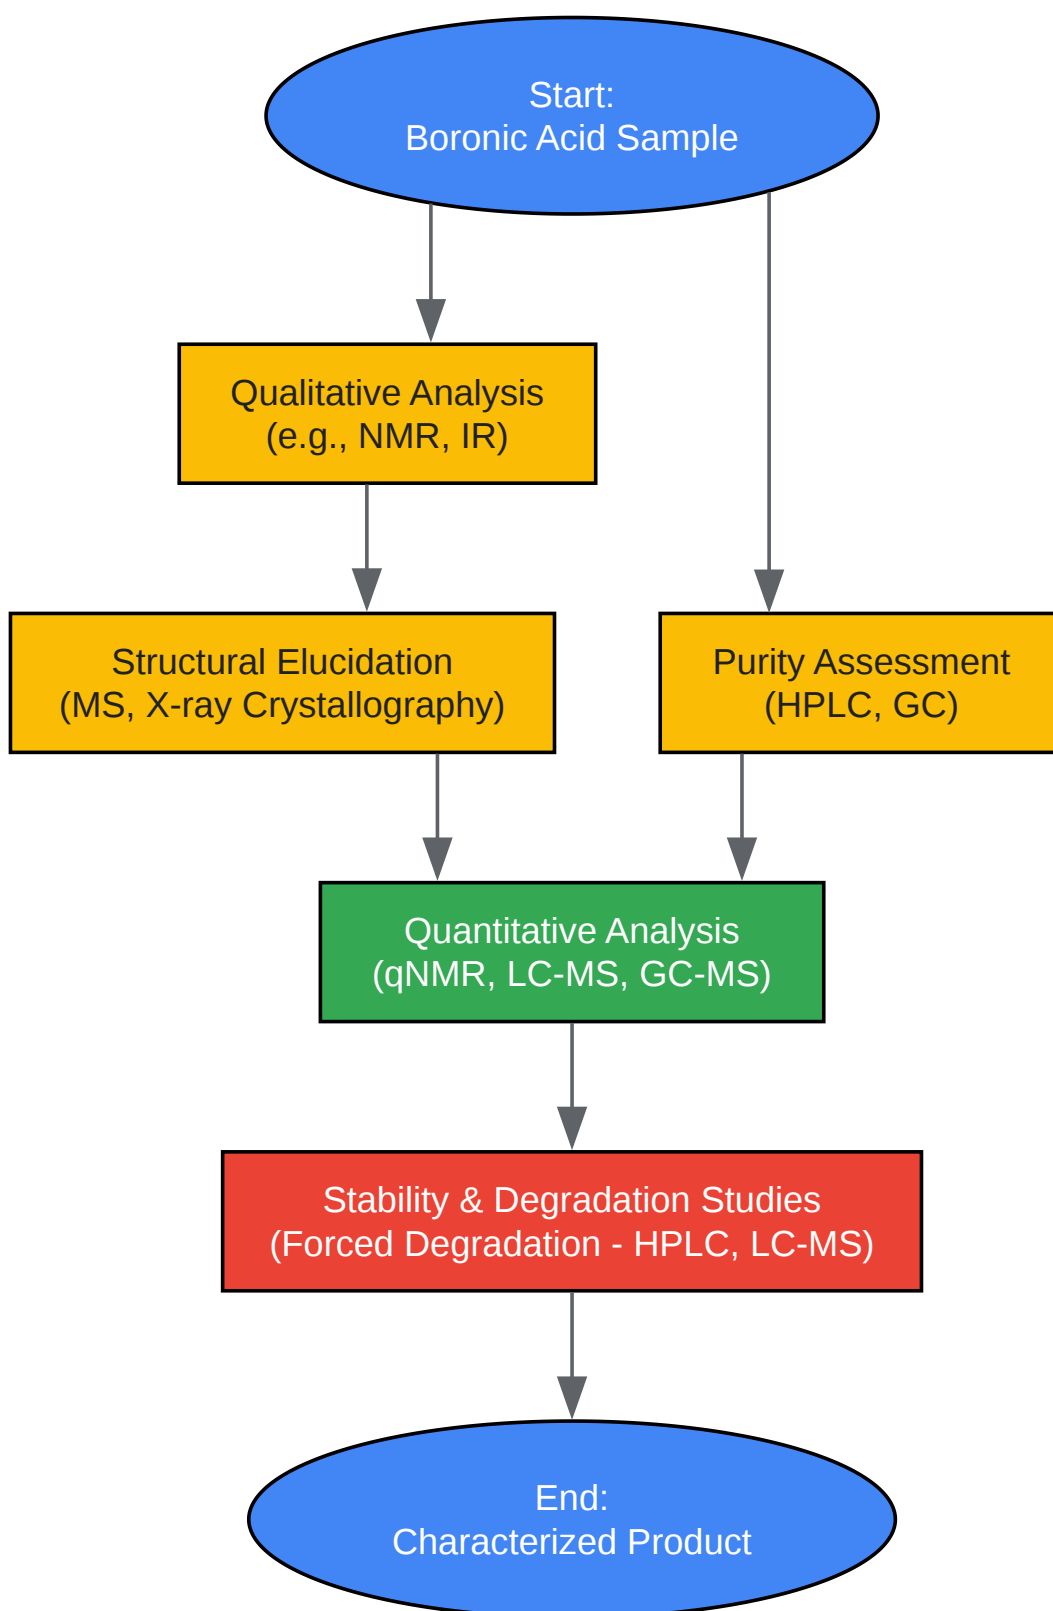 Start:
Boronic Acid Sample
Qualitative Analysis
(e.g., NMR, IR)
Structural Elucidation
(MS, X-ray Crystallography)
Purity Assessment
(HPLC, GC)
Quantitative Analysis
(qNMR, LC-MS, GC-MS)
Stability & Degradation Studies
(Forced Degradation - HPLC, LC-MS)
End:
Characterized Product